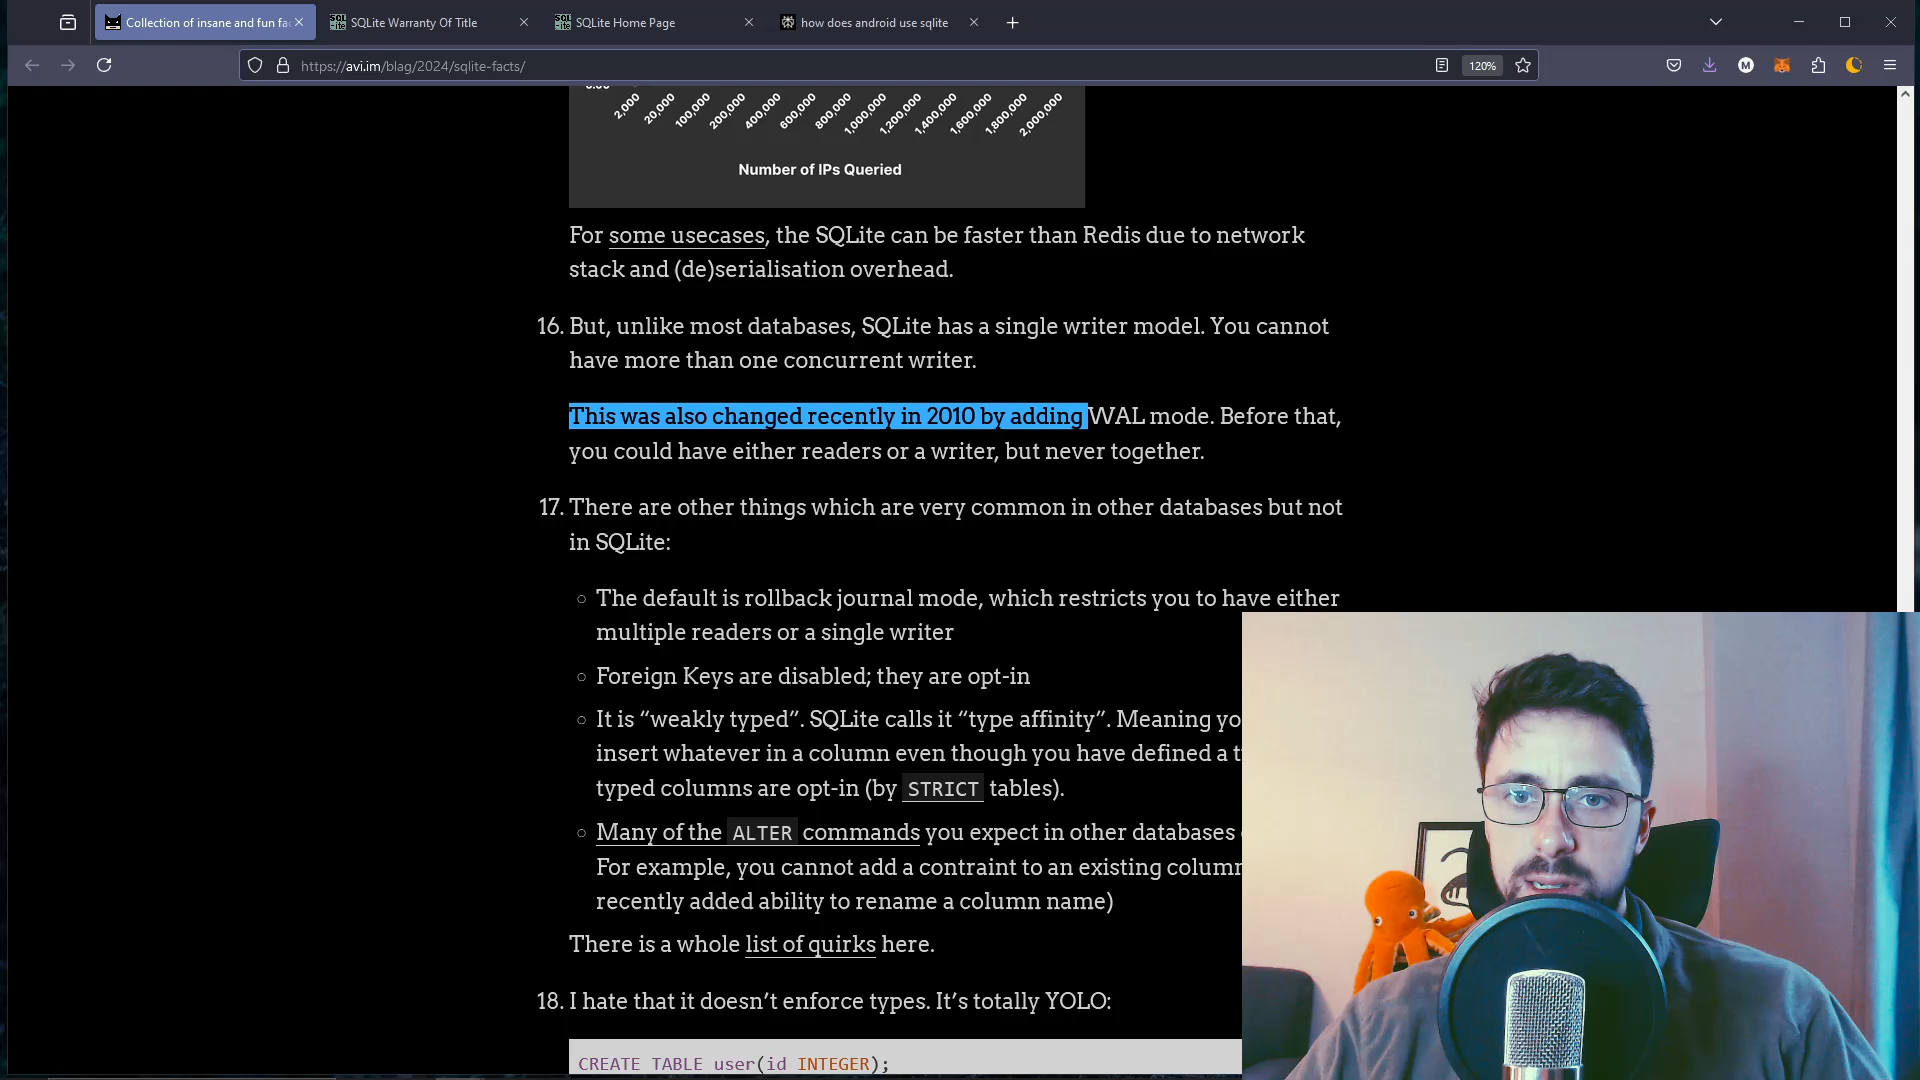 Collection of insane and fun fa
SQLite Warranty Of Title
SQLite Home Page
how does android use sqlite
https://avi.im/blag/2024/sqlite-facts/
120%
M
2,000
20,000
100,000
200,000
400,000
600,000
800,000
1,000,000
1,200,000
1,400,000
1,600,000
1,800,000
2,000,000
Number of IPs Queried
For some usecases, the SQLite can be faster than Redis due to network
stack and (de)serialisation overhead.
16. But, unlike most databases, SQLite has a single writer model. You cannot
have more than one concurrent writer.
This was also changed recently in 2010 by adding WAL mode. Before that,
you could have either readers or a writer, but never together.
17. There are other things which are very common in other databases but not
in SQLite:
The default is rollback journal mode, which restricts you to have either
multiple readers or a single writer
Foreign Keys are disabled; they are opt-in
It is “weakly typed”. SQLite calls it “type affinity”. Meaning yo
insert whatever in a column even though you have defined a t
typed columns are opt-in (by STRICT tables).
Many of the ALTER commands you expect in other databases
For example, you cannot add a contraint to an existing column
recently added ability to rename a column name)
There is a whole list of quirks here.
18. I hate that it doesn’t enforce types. It’s totally YOLO:
CREATE TABLE user(id INTEGER);